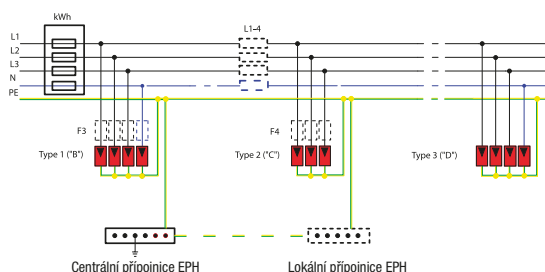 kWh
L1-4
L1
L2
L3
N
PE
F3
F4
Type 1 ("B")
Type 2 ("C")
Type 3 ("D")
Centrální přípojnice EPH
Lokální přípojnice EPH